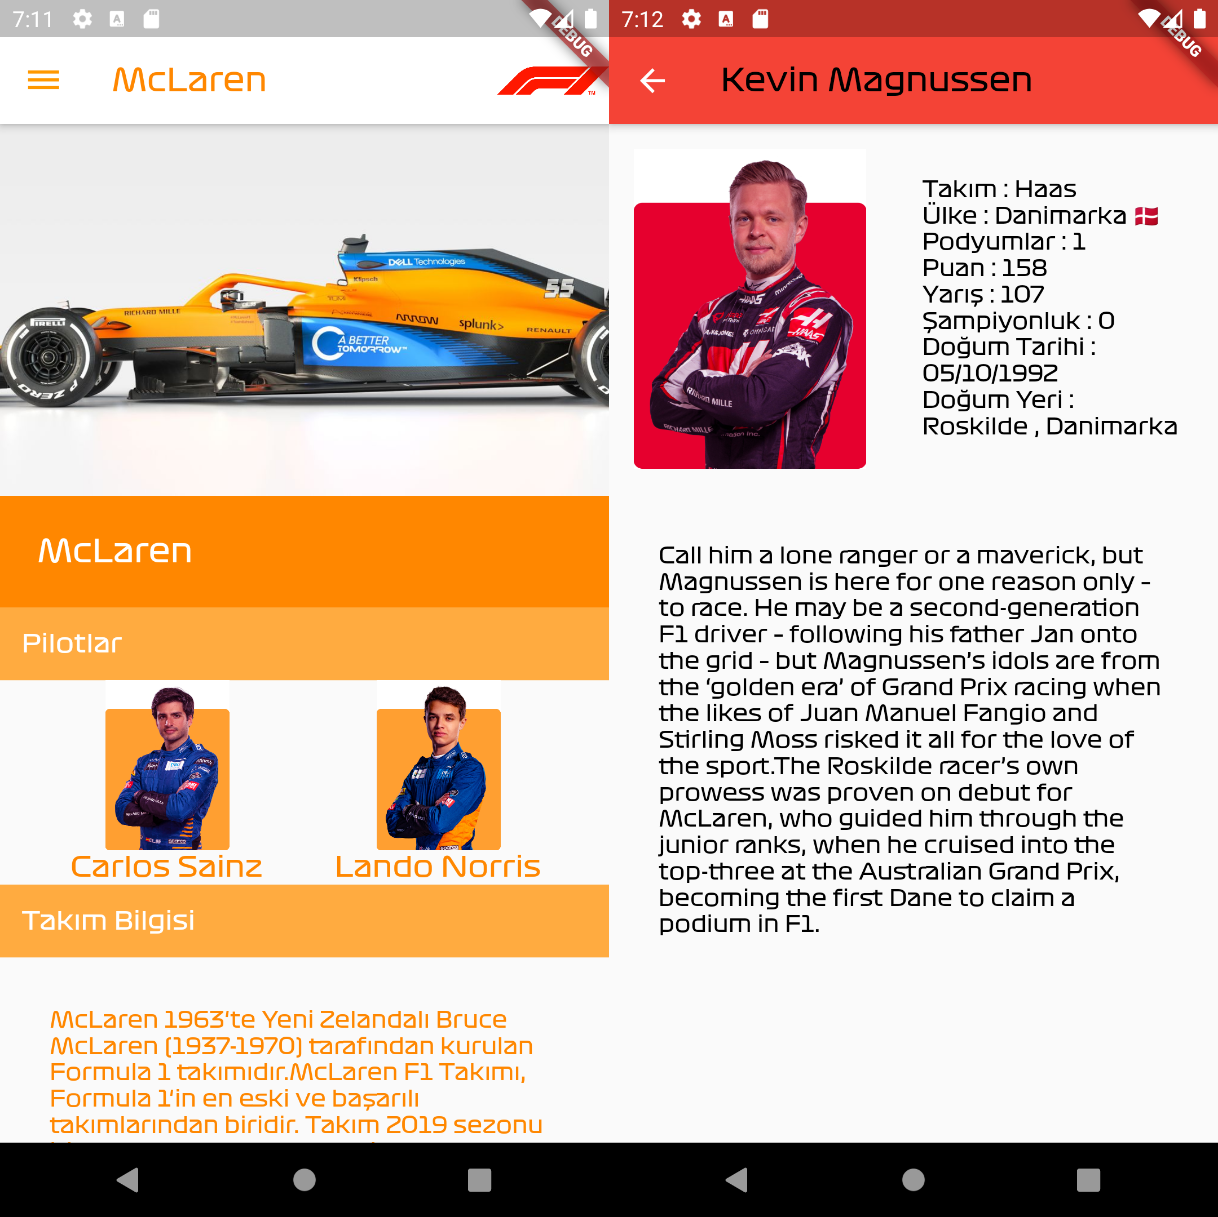 7:11
DEBUG
McLaren
DELL Technologies
Klipsch
55
RICHARD MILLE
ARROW
splunk>
RENAULT
PIRELLI
A BETTER
TOMORROW™
P ZERO
McLaren
Pilotlar
Carlos Sainz
Lando Norris
Takım Bilgisi
McLaren 1963'te Yeni Zelandalı Bruce
McLaren (1937-1970) tarafından kurulan
Formula 1 takımıdır.McLaren F1 Takımı,
Formula 1'in en eski ve başarılı
takımlarından biridir. Takım 2019 sezonu
7:12
DEBUG
Kevin Magnussen
HAAS
HAAS
RICHARD MILLE
RICHARD MILLE
Takım : Haas
Ülke : Danimarka 🇩🇰
Podyumlar : 1
Puan : 158
Yarış : 107
Şampiyonluk : 0
Doğum Tarihi :
05/10/1992
Doğum Yeri :
Roskilde , Danimarka
Call him a lone ranger or a maverick, but
Magnussen is here for one reason only –
to race. He may be a second-generation
F1 driver – following his father Jan onto
the grid – but Magnussen’s idols are from
the ‘golden era’ of Grand Prix racing when
the likes of Juan Manuel Fangio and
Stirling Moss risked it all for the love of
the sport.The Roskilde racer’s own
prowess was proven on debut for
McLaren, who guided him through the
junior ranks, when he cruised into the
top-three at the Australian Grand Prix,
becoming the first Dane to claim a
podium in F1.